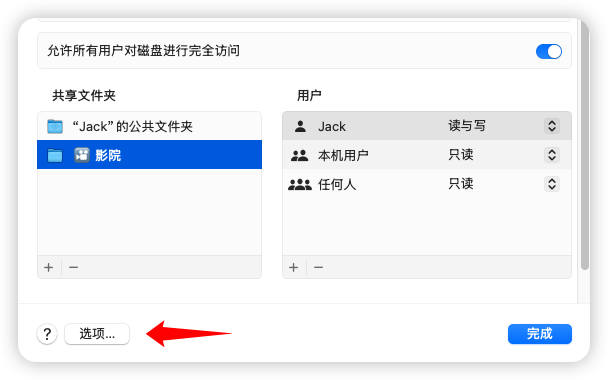 允许所有用户对磁盘进行完全访问
共享文件夹
用户
“Jack”的公共文件夹
影院
Jack 读与写
本机用户 只读
任何人 只读
+ −
+ −
? 选项... 完成